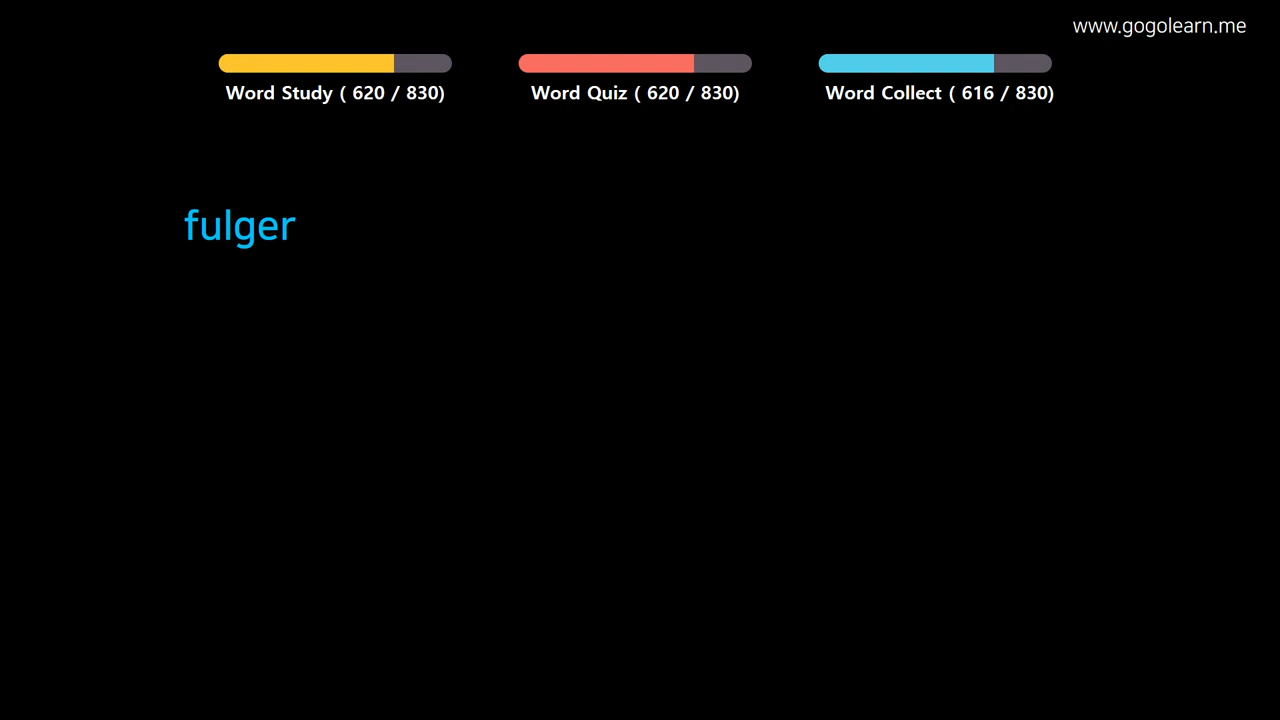 www.gogolearn.me
Word Study ( 620 / 830)
Word Quiz ( 620 / 830)
Word Collect ( 616 / 830)
fulger